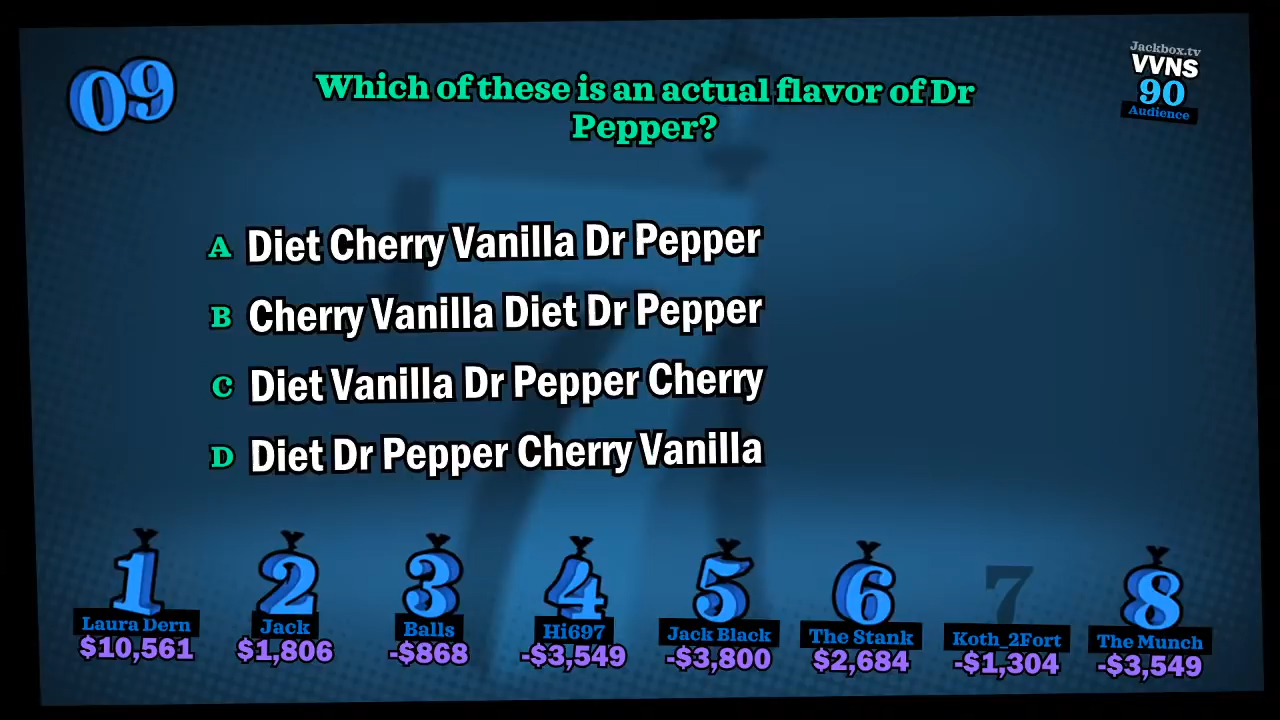 09
Which of these is an actual flavor of Dr
Pepper?
Jackbox.tv
VVNS
90
Audience
A Diet Cherry Vanilla Dr Pepper
B Cherry Vanilla Diet Dr Pepper
C Diet Vanilla Dr Pepper Cherry
D Diet Dr Pepper Cherry Vanilla
1 2 3 4 5 6 7 8
Laura Dern Jack Balls Hi697 Jack Black The Stank Koth_2Fort The Munch
$10,561 $1,806 -$868 -$3,549 -$3,800 $2,684 -$1,304 -$3,549